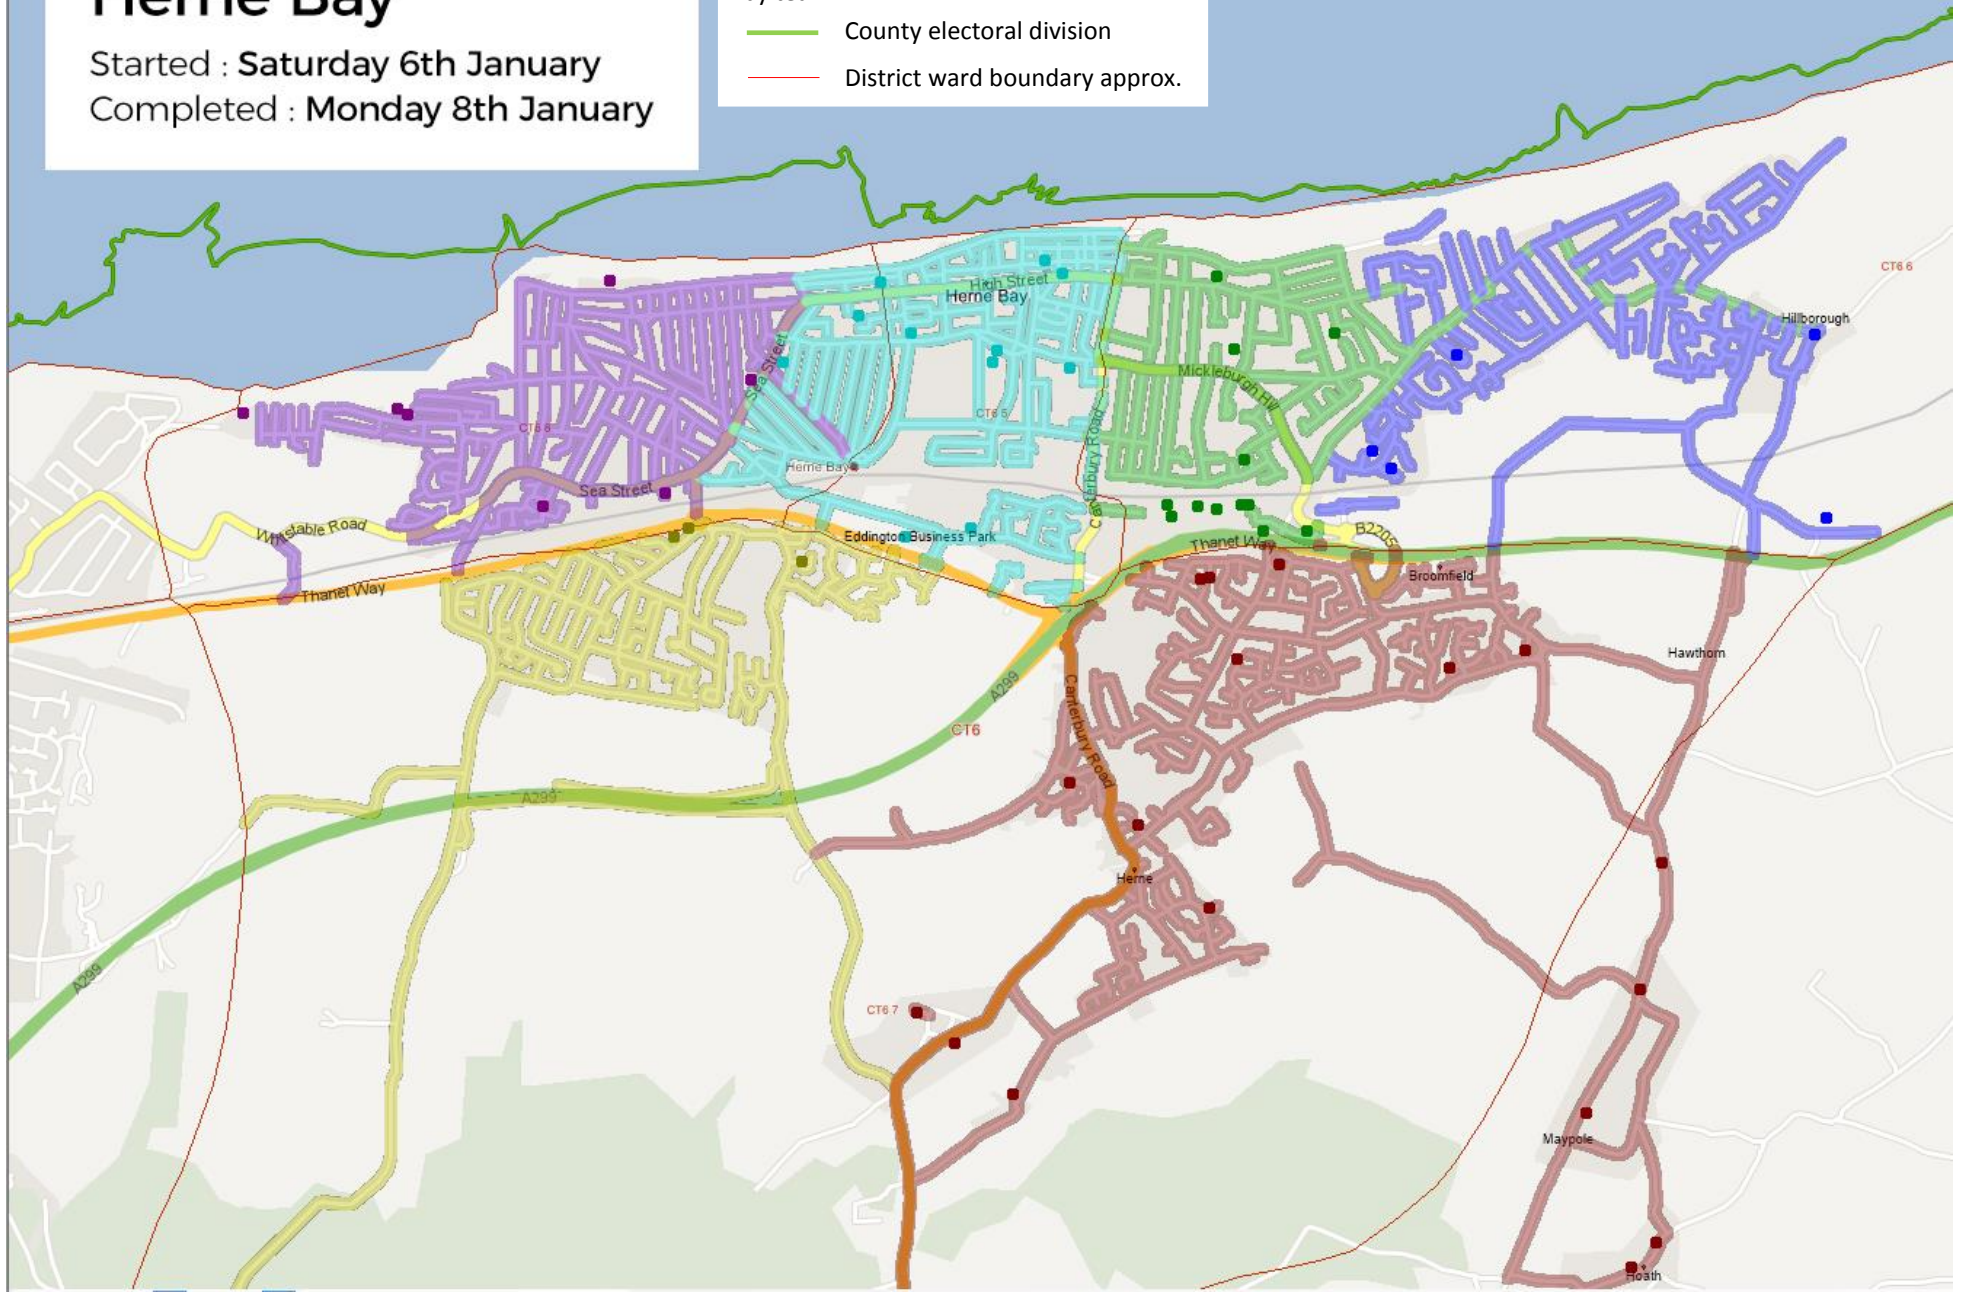 Herne Bay
Started : Saturday 6th January
Completed : Monday 8th January
County electoral division
District ward boundary approx.
CT6 6
High Street
Herne Bay
Hillborough
Sea Street
Mickleburgh Hill
CT6 5
CT6 8
Canterbury Road
Herne Bay
Sea Street
Whitstable Road
Eddington Business Park
B2205
Thanet Way
Broomfield
Thanet Way
Hawthorn
A299
Canterbury Road
CT6
A299
Herne
A299
CT6 7
Maypole
Hoath